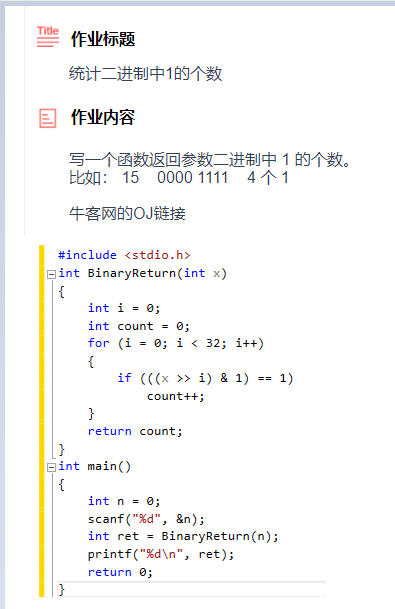 Title 作业标题
统计二进制中1的个数
作业内容
写一个函数返回参数二进制中 1 的个数。
比如： 15    0000 1111    4 个 1
牛客网的OJ链接
#include <stdio.h>
int BinaryReturn(int x)
{
    int i = 0;
    int count = 0;
    for (i = 0; i < 32; i++)
    {
        if (((x >> i) & 1) == 1)
            count++;
    }
    return count;
}
int main()
{
    int n = 0;
    scanf("%d", &n);
    int ret = BinaryReturn(n);
    printf("%d\n", ret);
    return 0;
}